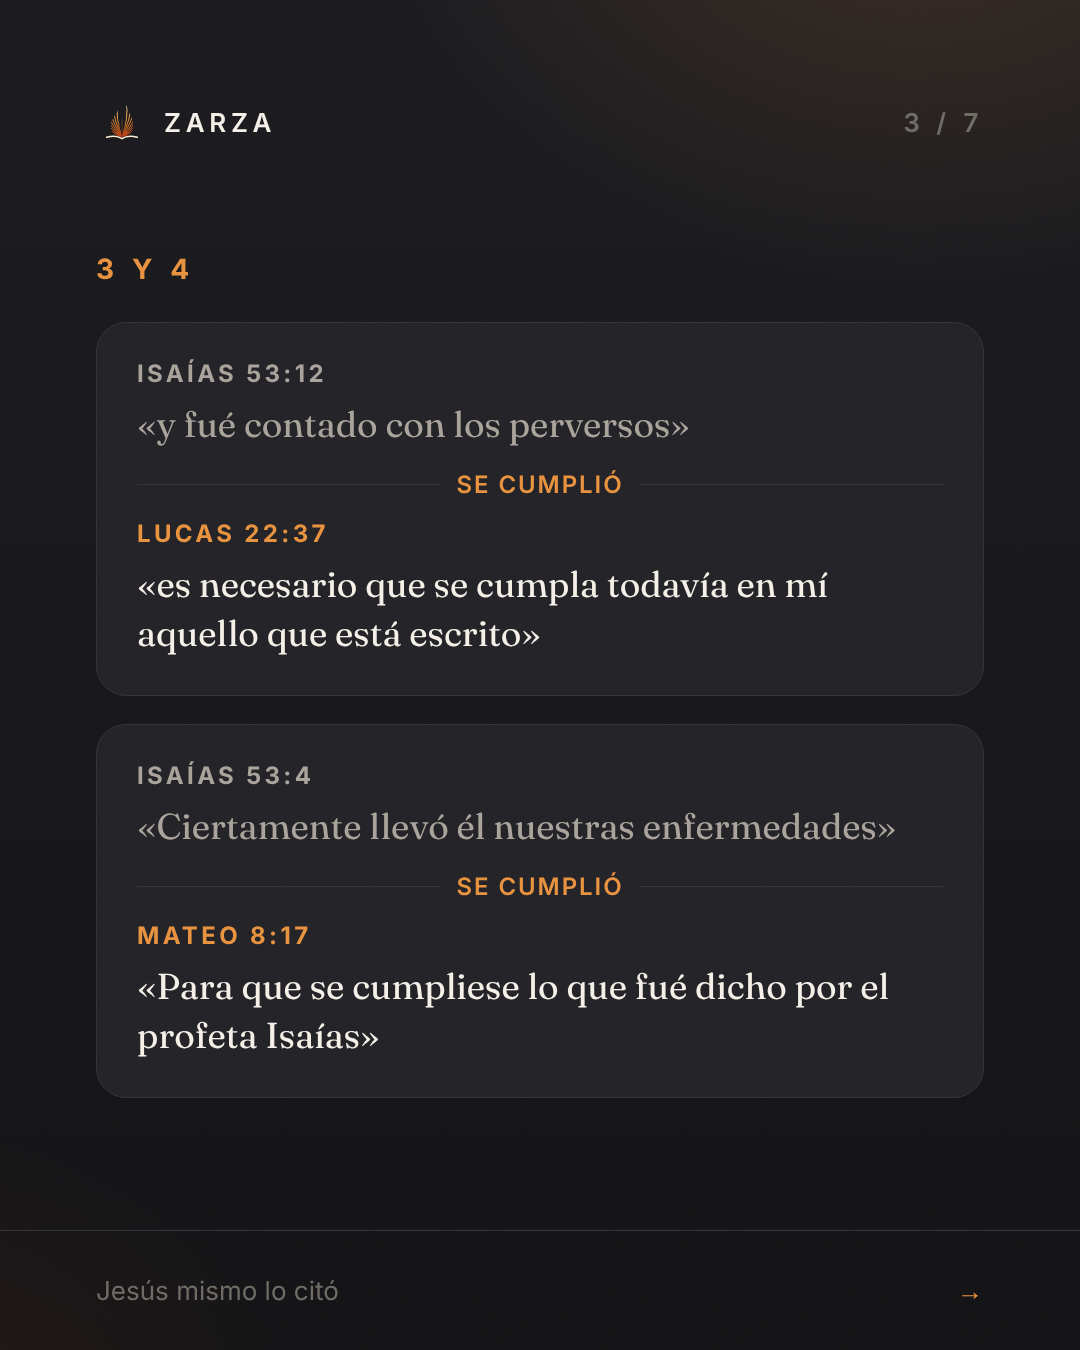 ZARZA
3 / 7
3 Y 4
ISAÍAS 53:12
«y fué contado con los perversos»
SE CUMPLIÓ
LUCAS 22:37
«es necesario que se cumpla todavía en mí
aquello que está escrito»
ISAÍAS 53:4
«Ciertamente llevó él nuestras enfermedades»
SE CUMPLIÓ
MATEO 8:17
«Para que se cumpliese lo que fué dicho por el
profeta Isaías»
Jesús mismo lo citó
→